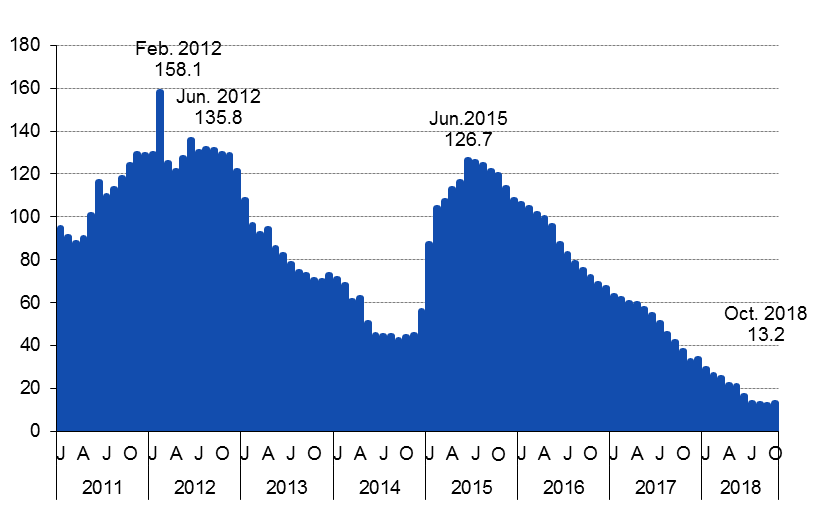 Feb. 2012
158.1
Jun. 2012
135.8
Jun.2015
126.7
Oct. 2018
13.2
180
160
140
120
100
80
60
40
20
0
J A J O J A J O J A J O J A J O J A J O J A J O J A J O J A J O
2011 2012 2013 2014 2015 2016 2017 2018